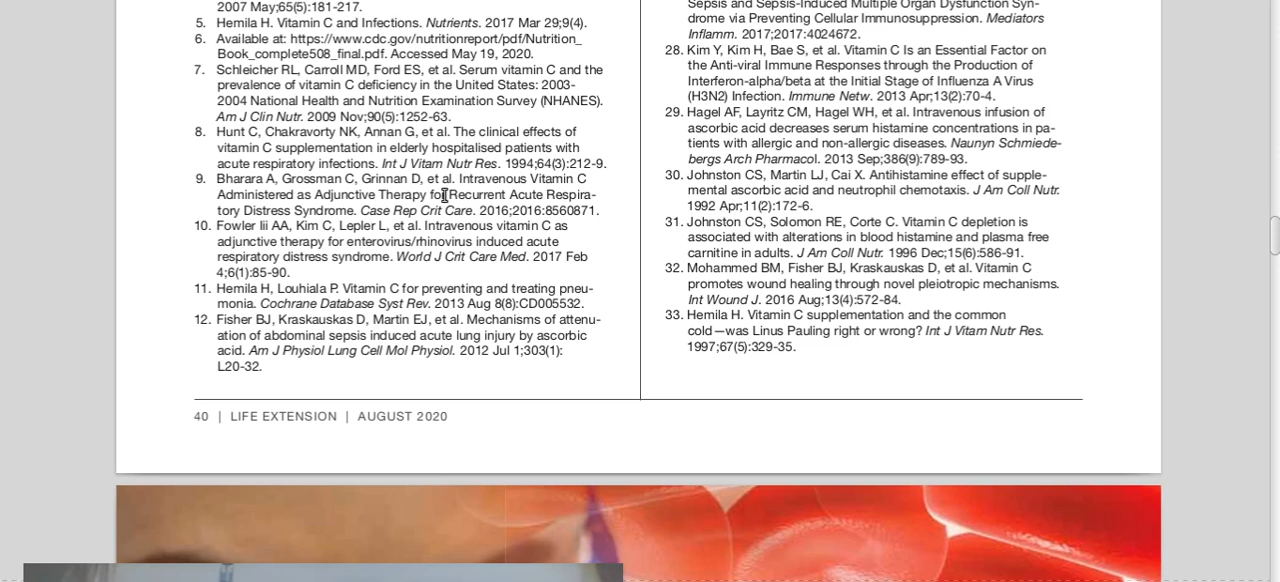 2007 May;65(5):181-217.
5. Hemila H. Vitamin C and Infections. Nutrients. 2017 Mar 29;9(4).
6. Available at: https://www.cdc.gov/nutritionreport/pdf/Nutrition_
Book_complete508_final.pdf. Accessed May 19, 2020.
7. Schleicher RL, Carroll MD, Ford ES, et al. Serum vitamin C and the
prevalence of vitamin C deficiency in the United States: 2003-
2004 National Health and Nutrition Examination Survey (NHANES).
Am J Clin Nutr. 2009 Nov;90(5):1252-63.
8. Hunt C, Chakravorty NK, Annan G, et al. The clinical effects of
vitamin C supplementation in elderly hospitalised patients with
acute respiratory infections. Int J Vitam Nutr Res. 1994;64(3):212-9.
9. Bharara A, Grossman C, Grinnan D, et al. Intravenous Vitamin C
Administered as Adjunctive Therapy for Recurrent Acute Respira-
tory Distress Syndrome. Case Rep Crit Care. 2016;2016:8560871.
10. Fowler Iii AA, Kim C, Lepler L, et al. Intravenous vitamin C as
adjunctive therapy for enterovirus/rhinovirus induced acute
respiratory distress syndrome. World J Crit Care Med. 2017 Feb
4;6(1):85-90.
11. Hemila H, Louhiala P. Vitamin C for preventing and treating pneu-
monia. Cochrane Database Syst Rev. 2013 Aug 8(8):CD005532.
12. Fisher BJ, Kraskauskas D, Martin EJ, et al. Mechanisms of attenu-
ation of abdominal sepsis induced acute lung injury by ascorbic
acid. Am J Physiol Lung Cell Mol Physiol. 2012 Jul 1;303(1):
L20-32.
Sepsis and Sepsis-Induced Multiple Organ Dysfunction Syn-
drome via Preventing Cellular Immunosuppression. Mediators
Inflamm. 2017;2017:4024672.
28. Kim Y, Kim H, Bae S, et al. Vitamin C Is an Essential Factor on
the Anti-viral Immune Responses through the Production of
Interferon-alpha/beta at the Initial Stage of Influenza A Virus
(H3N2) Infection. Immune Netw. 2013 Apr;13(2):70-4.
29. Hagel AF, Layritz CM, Hagel WH, et al. Intravenous infusion of
ascorbic acid decreases serum histamine concentrations in pa-
tients with allergic and non-allergic diseases. Naunyn Schmiede-
bergs Arch Pharmacol. 2013 Sep;386(9):789-93.
30. Johnston CS, Martin LJ, Cai X. Antihistamine effect of supple-
mental ascorbic acid and neutrophil chemotaxis. J Am Coll Nutr.
1992 Apr;11(2):172-6.
31. Johnston CS, Solomon RE, Corte C. Vitamin C depletion is
associated with alterations in blood histamine and plasma free
carnitine in adults. J Am Coll Nutr. 1996 Dec;15(6):586-91.
32. Mohammed BM, Fisher BJ, Kraskauskas D, et al. Vitamin C
promotes wound healing through novel pleiotropic mechanisms.
Int Wound J. 2016 Aug;13(4):572-84.
33. Hemila H. Vitamin C supplementation and the common
cold—was Linus Pauling right or wrong? Int J Vitam Nutr Res.
1997;67(5):329-35.
40 | LIFE EXTENSION | AUGUST 2020